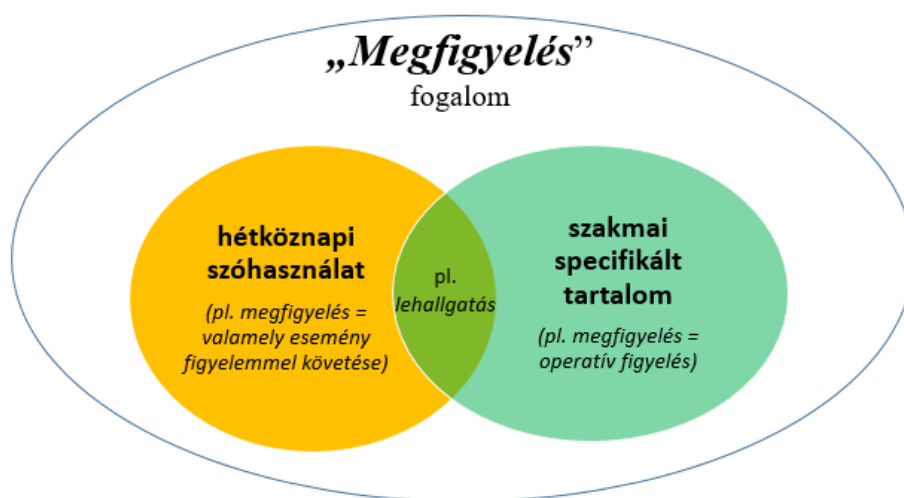 „Megfigyelés”
fogalom
hétköznapi
szóhasználat
(pl. megfigyelés =
valamely esemény
figyelemmel követése)
pl.
lehallgatás
szakmai
specifikált
tartalom
(pl. megfigyelés =
operatív figyelés)